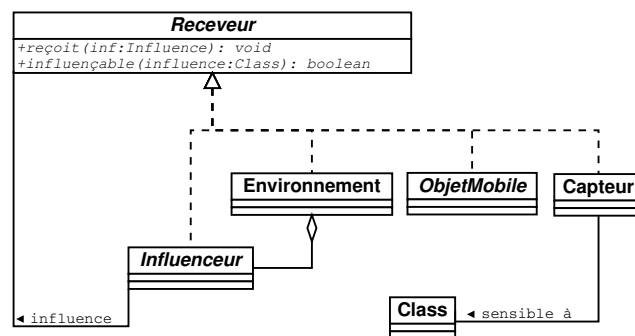 Receveur
+reçoit(inf:Influence): void
+influençable(influence:Class): boolean
Environnement
ObjetMobile
Capteur
Influenceur
◄ influence
Class
◄ sensible à